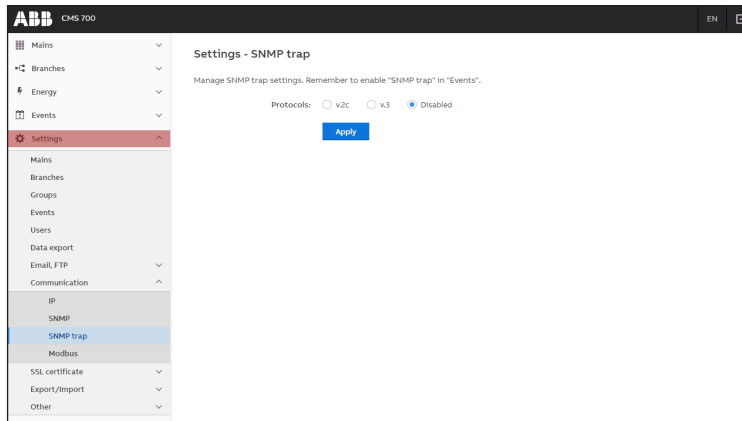 ABB CMS 700
EN
Mains
Branches
Energy
Events
Settings
Mains
Branches
Groups
Events
Users
Data export
Email, FTP
Communication
IP
SNMP
SNMP trap
Modbus
SSL certificate
Export/Import
Other
Settings - SNMP trap
Manage SNMP trap settings. Remember to enable "SNMP trap" in "Events".
Protocols: v.2c v.3 Disabled
Apply